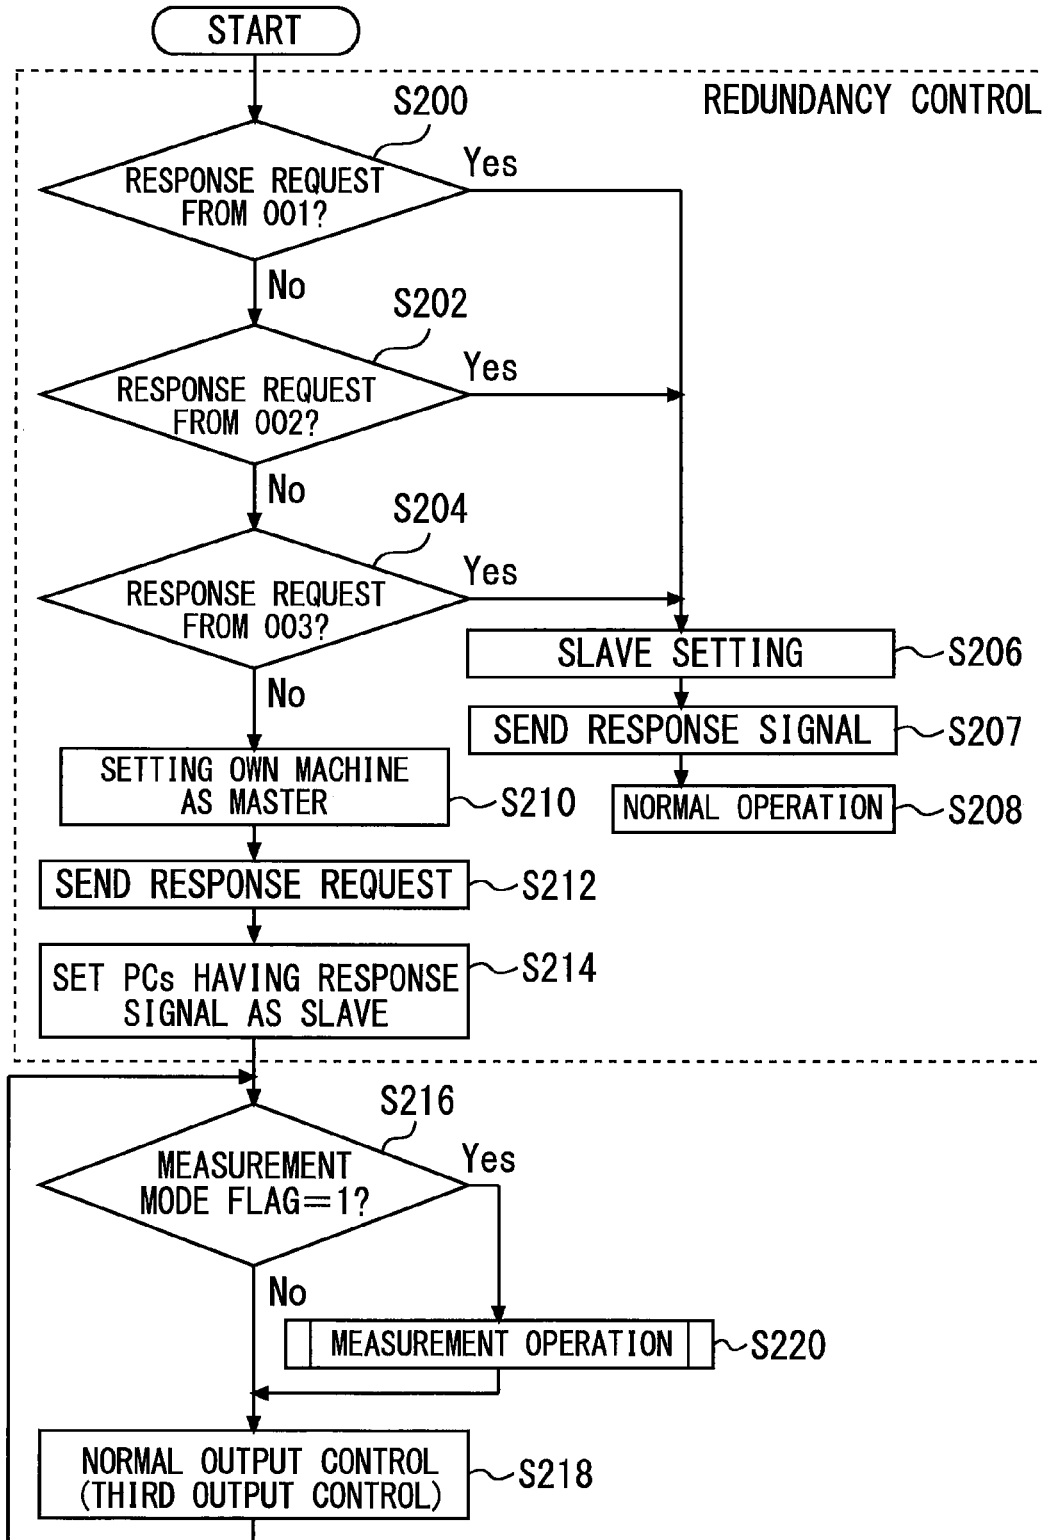 START
REDUNDANCY CONTROL
S200
RESPONSE REQUEST
FROM 001?
Yes
No
S202
RESPONSE REQUEST
FROM 002?
Yes
No
S204
RESPONSE REQUEST
FROM 003?
Yes
No
SLAVE SETTING
S206
SEND RESPONSE SIGNAL
S207
NORMAL OPERATION
S208
SETTING OWN MACHINE
AS MASTER
S210
SEND RESPONSE REQUEST
S212
SET PCs HAVING RESPONSE
SIGNAL AS SLAVE
S214
S216
MEASUREMENT
MODE FLAG=1?
Yes
No
MEASUREMENT OPERATION
S220
NORMAL OUTPUT CONTROL
(THIRD OUTPUT CONTROL)
S218